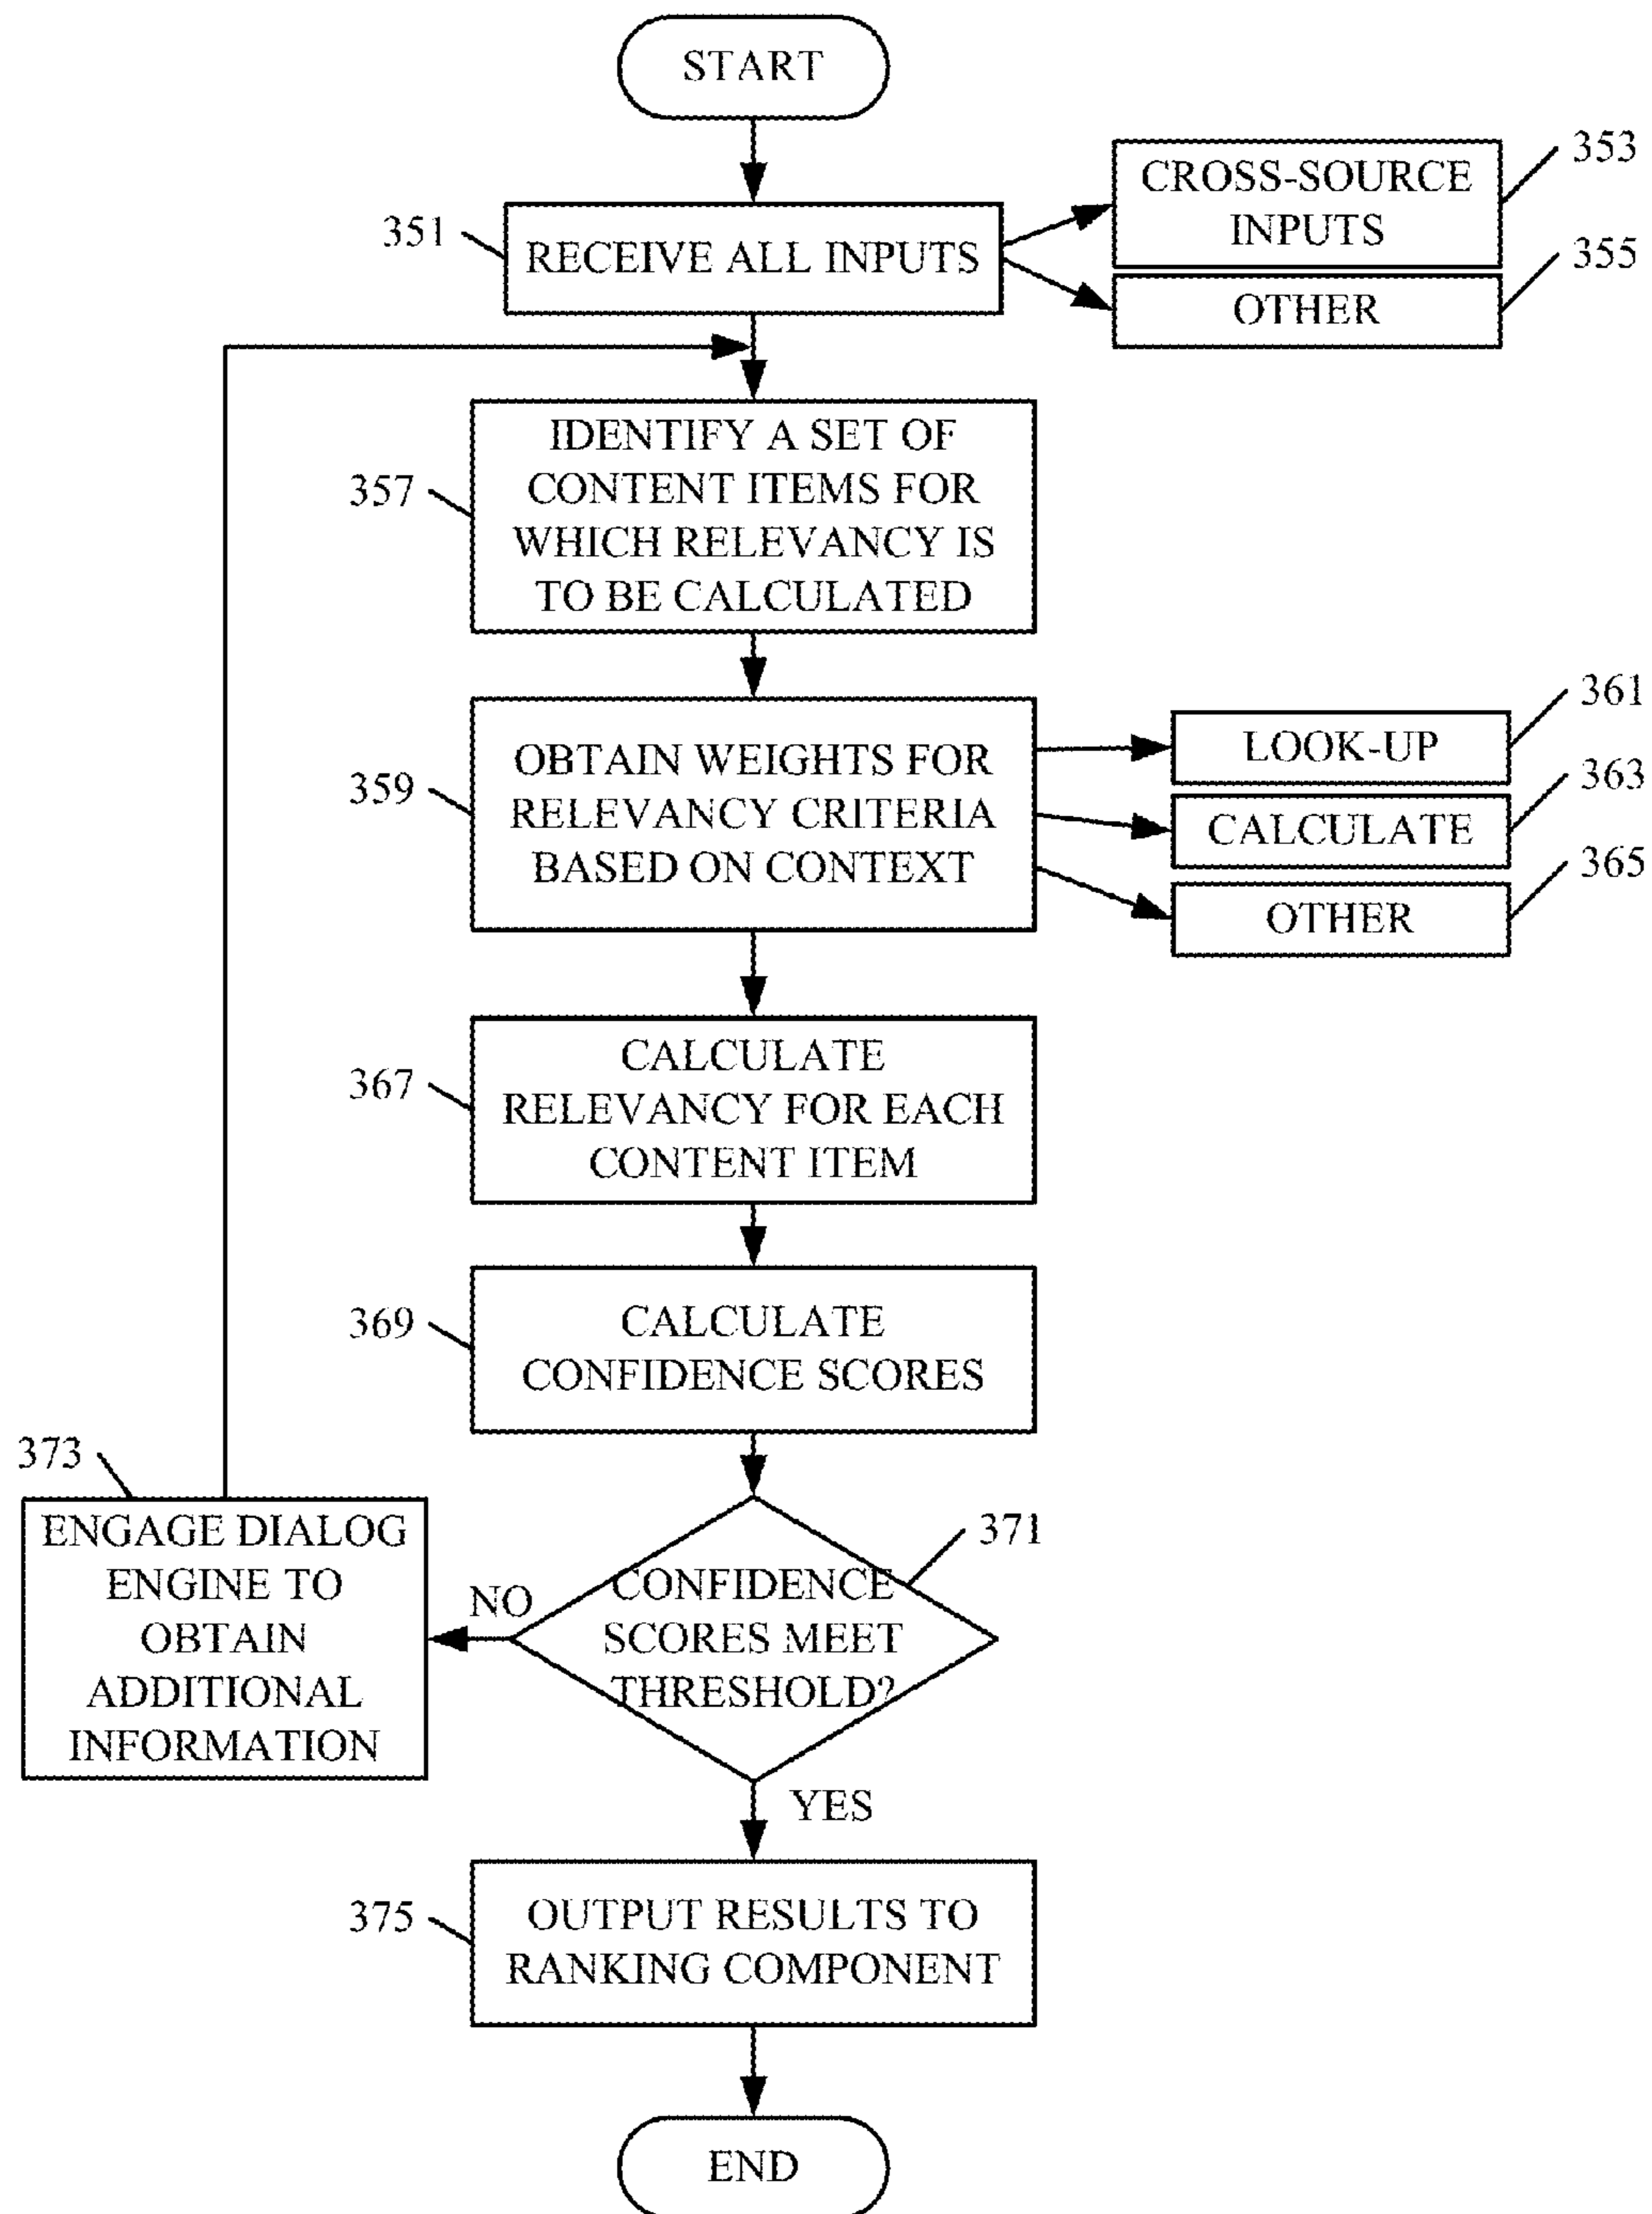 START
351
RECEIVE ALL INPUTS
CROSS-SOURCE
INPUTS
353
OTHER
355
357
IDENTIFY A SET OF
CONTENT ITEMS FOR
WHICH RELEVANCY IS
TO BE CALCULATED
359
OBTAIN WEIGHTS FOR
RELEVANCY CRITERIA
BASED ON CONTEXT
LOOK-UP
361
CALCULATE
363
OTHER
365
367
CALCULATE
RELEVANCY FOR EACH
CONTENT ITEM
369
CALCULATE
CONFIDENCE SCORES
371
CONFIDENCE
SCORES MEET
THRESHOLD?
NO
373
ENGAGE DIALOG
ENGINE TO
OBTAIN
ADDITIONAL
INFORMATION
YES
375
OUTPUT RESULTS TO
RANKING COMPONENT
END